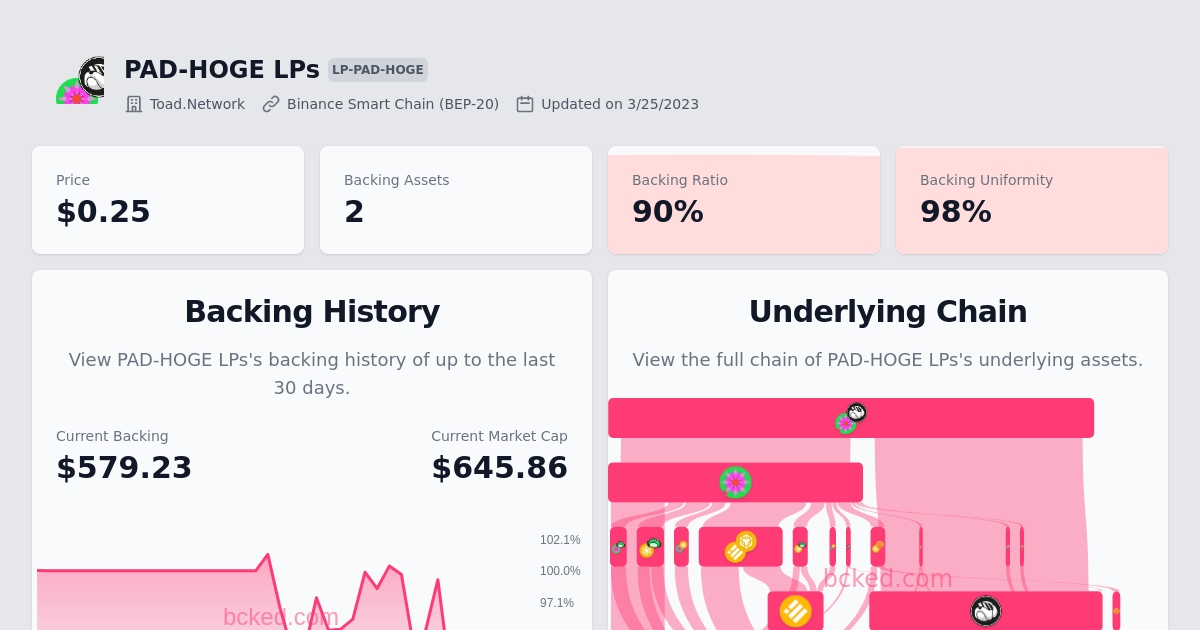 PAD-HOGE LPs LP-PAD-HOGE
Toad.Network Binance Smart Chain (BEP-20) Updated on 3/25/2023
Price
$0.25
Backing Assets
2
Backing Ratio
90%
Backing Uniformity
98%
Backing History
View PAD-HOGE LPs's backing history of up to the last
30 days.
Current Backing
$579.23
Current Market Cap
$645.86
102.1%
100.0%
97.1%
bcked.com
Underlying Chain
View the full chain of PAD-HOGE LPs's underlying assets.
bcked.com